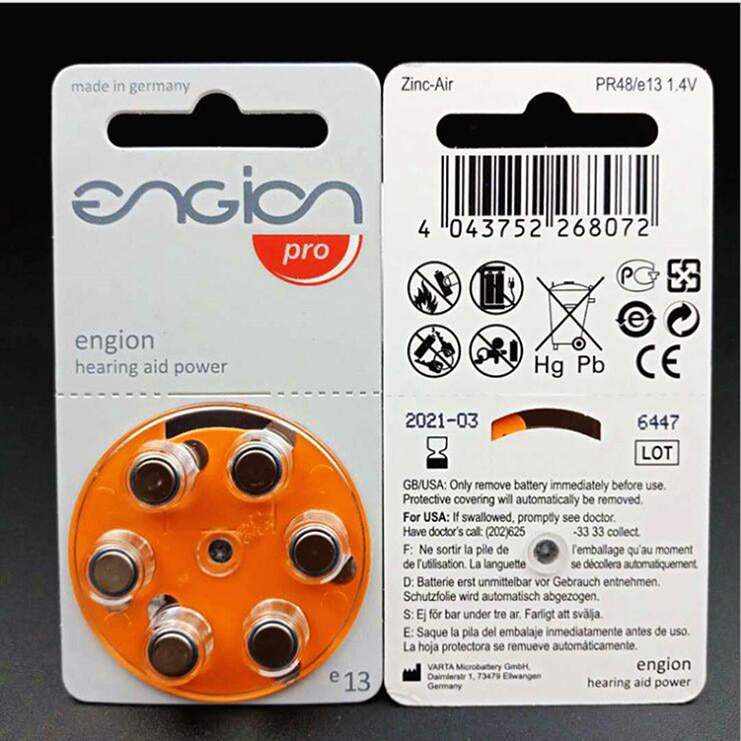 made in germany
engion
pro
engion
hearing aid power
e13
Zinc-Air PR48/e13 1.4V
4 043752 268072
Hg Pb
2021-03 6447
LOT
GB/USA: Only remove battery immediately before use.
Protective covering will automatically be removed.
For USA: If swallowed, promptly see doctor.
Have doctor's call: (202)625 -33 33 collect.
F: Ne sortir la pile de l'emballage qu'au moment
de l'utilisation. La languette se décollera automatiquement.
D: Batterie erst unmittelbar vor Gebrauch entnehmen.
Schutzfolie wird automatisch abgezogen.
S: Ej för bar under tre ar. Farligt att svälja.
E: Saque la pila del embalaje inmediatamente antes de uso.
La hoja protectora se remueve automáticamente.
VARTA Microbattery GmbH,
Daimlerstr 1, 73479 Ellwangen
Germany
engion
hearing aid power